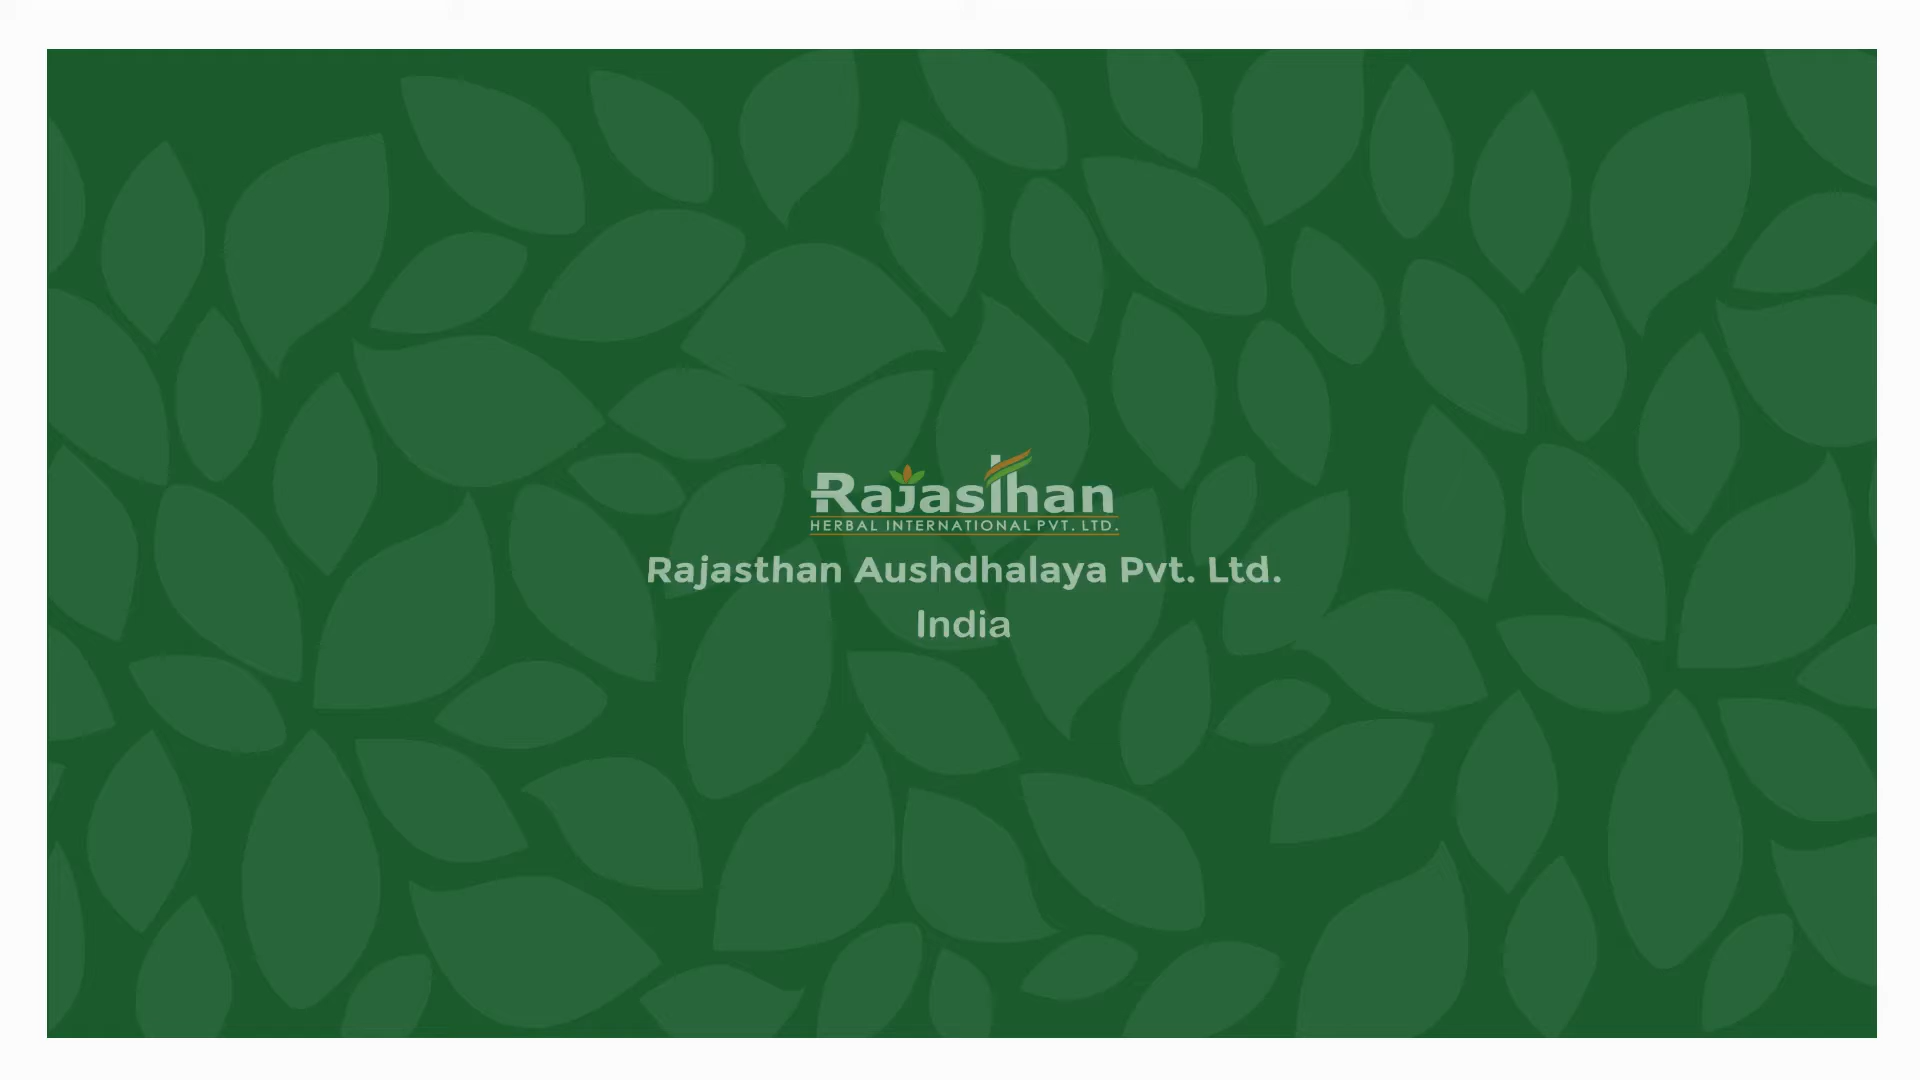 Rajasthan
HERBAL INTERNATIONAL PVT. LTD.
Rajasthan Aushdhalaya Pvt. Ltd.
India